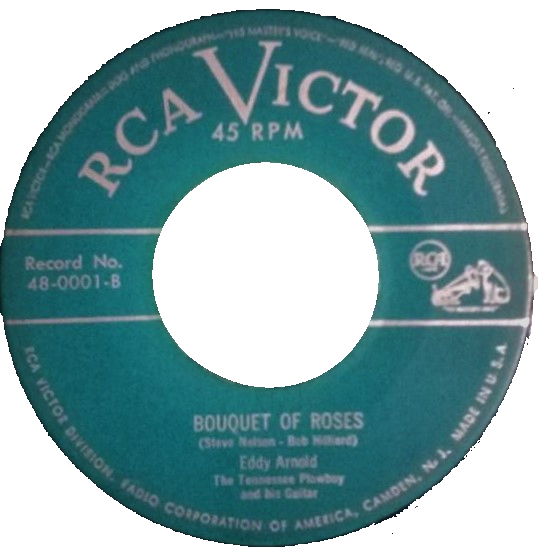 RCA VICTOR
45 RPM
Record No.
48-0001-B
RCA
BOUQUET OF ROSES
(Steve Nelson - Bob Hilliard)
Eddy Arnold
The Tennessee Plowboy
and his Guitar
RCA VICTOR DIVISION, RADIO CORPORATION OF AMERICA, CAMDEN, N. J. MADE IN U.S.A